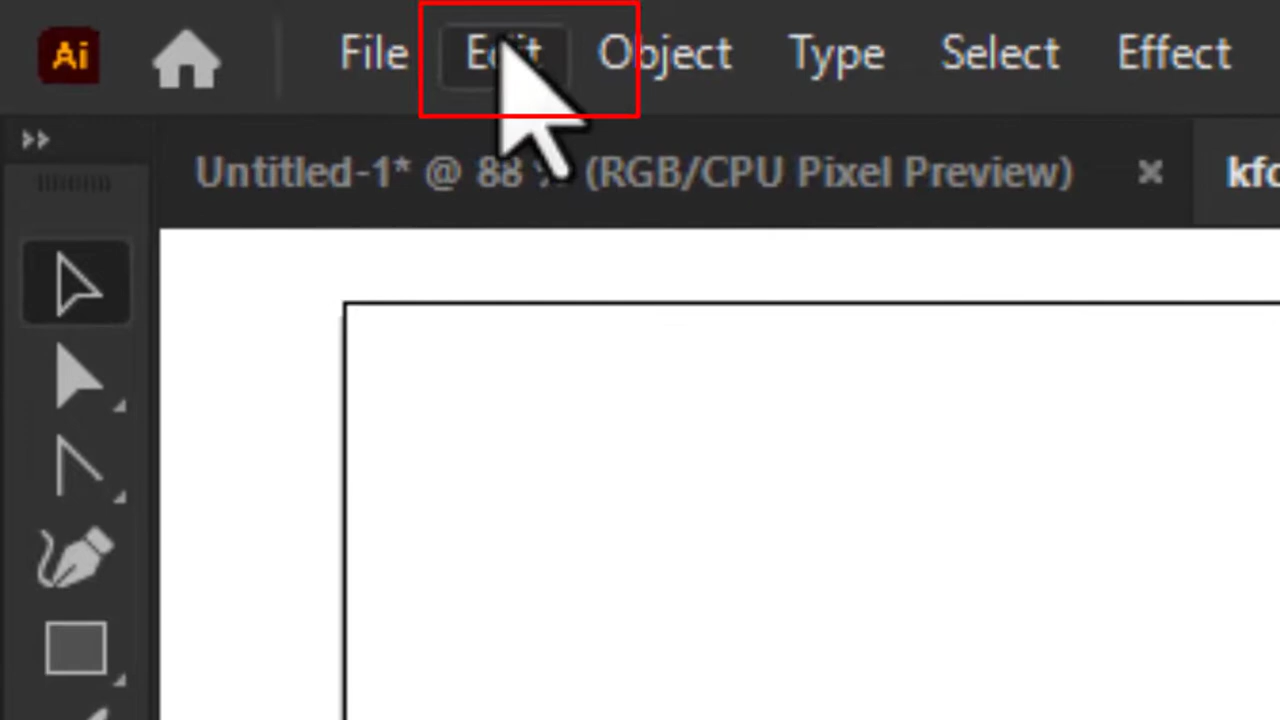 Ai File Edit Object Type Select Effect
Untitled-1* @ 88 % (RGB/CPU Pixel Preview) × kfc